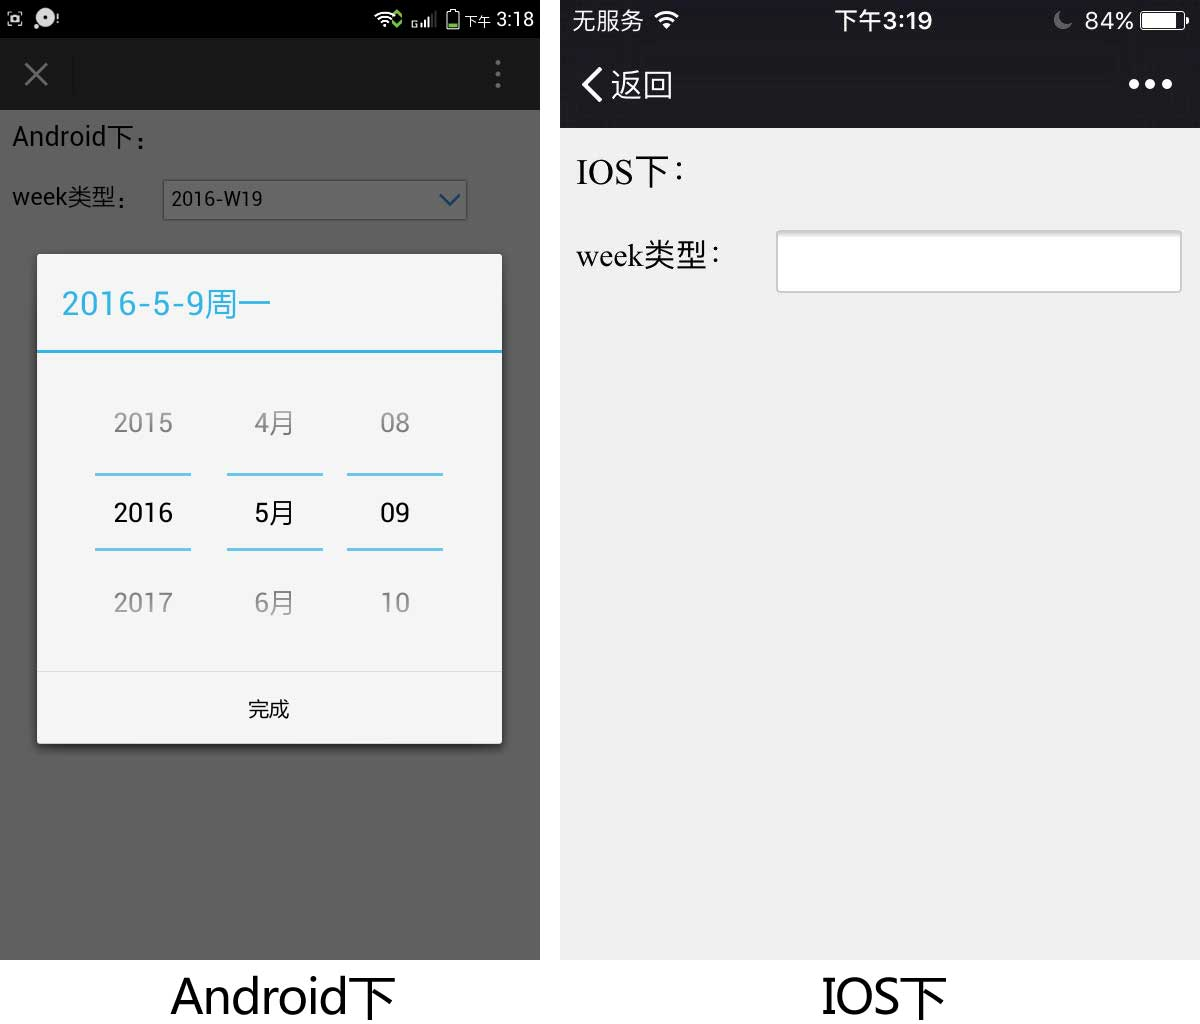 下午 3:18
Android下：
week类型： 2016-W19
2016-5-9周一
2015 4月 08
2016 5月 09
2017 6月 10
完成
Android下
无服务 下午3:19 84%
返回
IOS下：
week类型：
IOS下